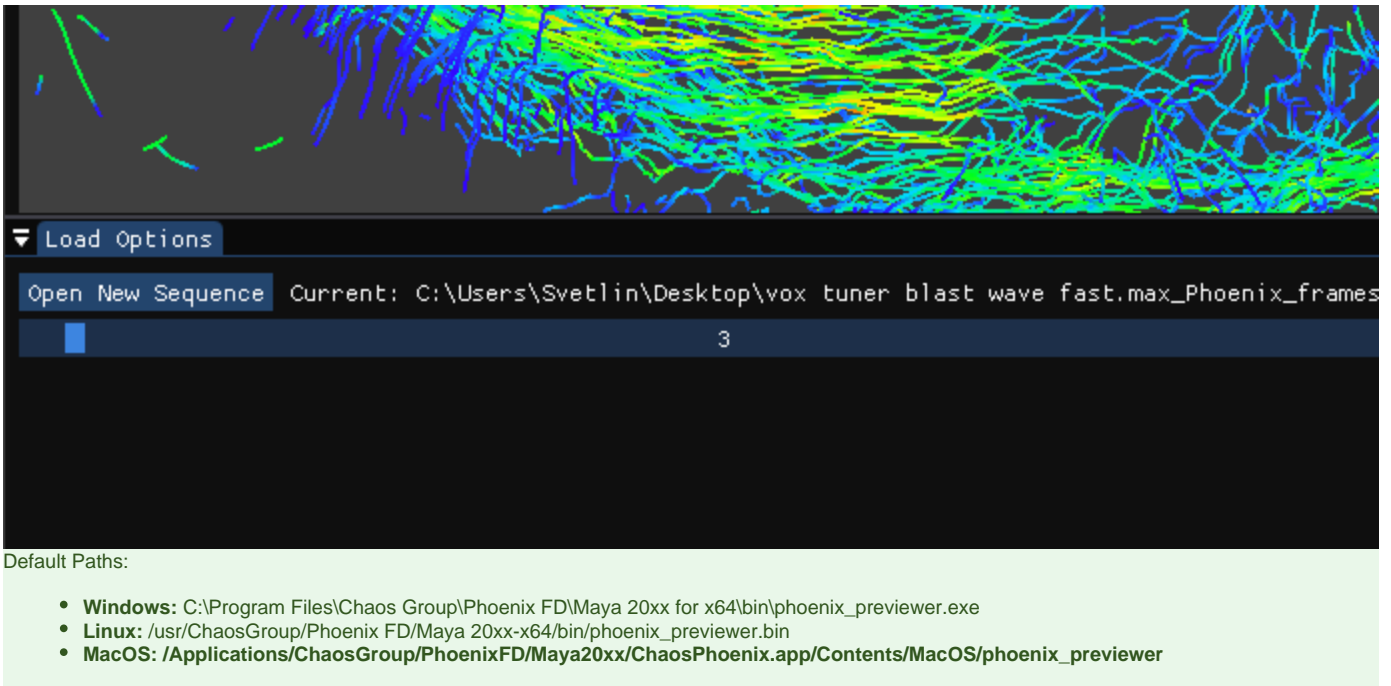 Load Options
Open New Sequence Current: C:\Users\Svetlin\Desktop\vox tuner blast wave fast.max_Phoenix_frames
3
Default Paths:
Windows: C:\Program Files\Chaos Group\Phoenix FD\Maya 20xx for x64\bin\phoenix_previewer.exe
Linux: /usr/ChaosGroup/Phoenix FD/Maya 20xx-x64/bin/phoenix_previewer.bin
MacOS: /Applications/ChaosGroup/PhoenixFD/Maya20xx/ChaosPhoenix.app/Contents/MacOS/phoenix_previewer